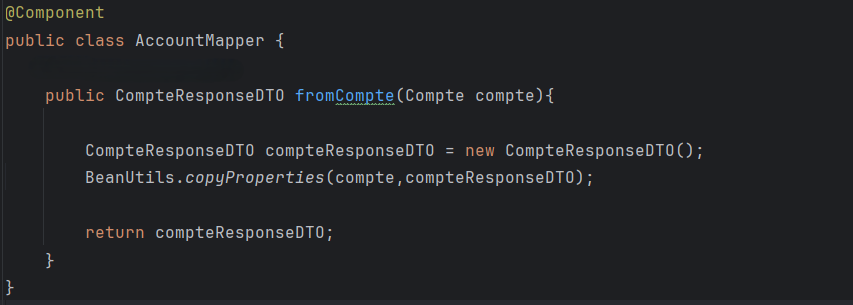 @Component
public class AccountMapper {
public CompteResponseDTO fromCompte(Compte compte){
CompteResponseDTO compteResponseDTO = new CompteResponseDTO();
BeanUtils.copyProperties(compte,compteResponseDTO);
return compteResponseDTO;
}
}